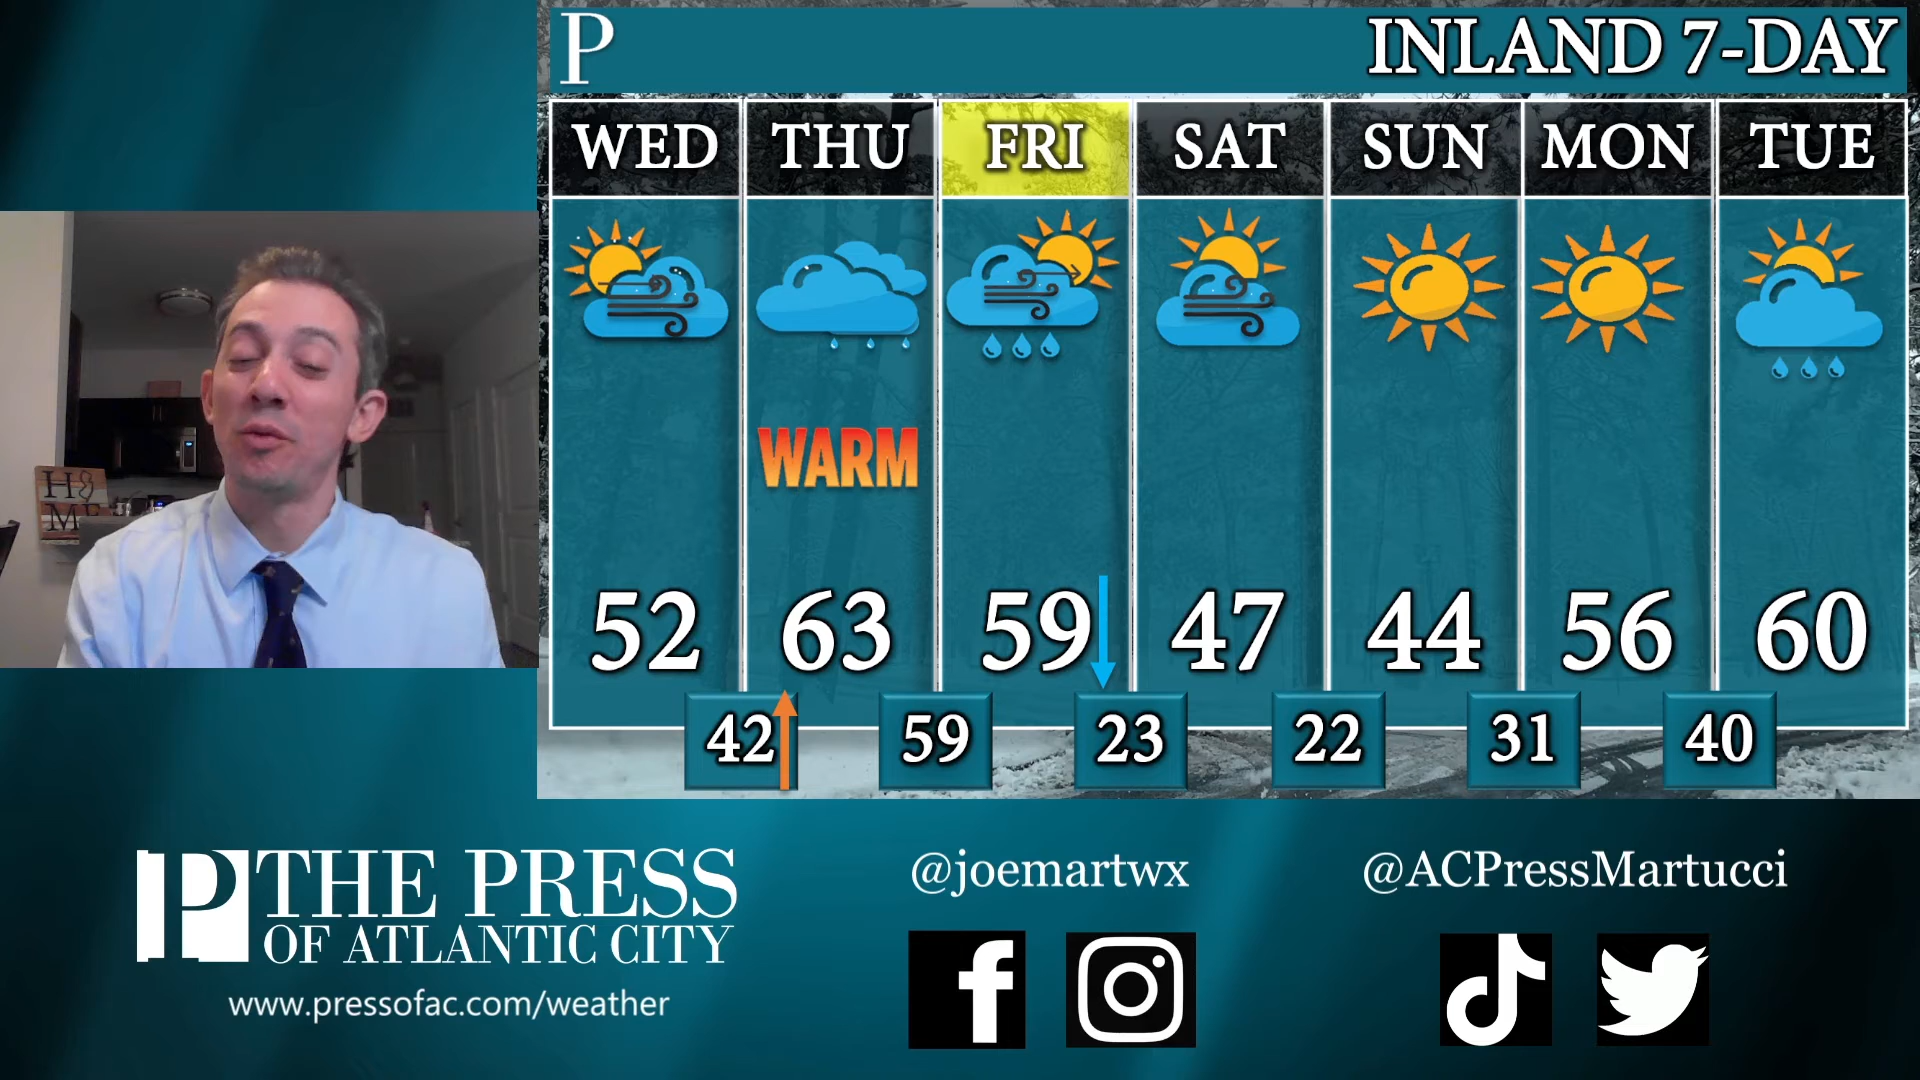 P
INLAND 7-DAY
WED THU FRI SAT SUN MON TUE
WARM
H
M
52 63 59 47 44 56 60
42 59 23 22 31 40
P THE PRESS
OF ATLANTIC CITY
www.pressofac.com/weather
@joemartwx
@ACPressMartucci